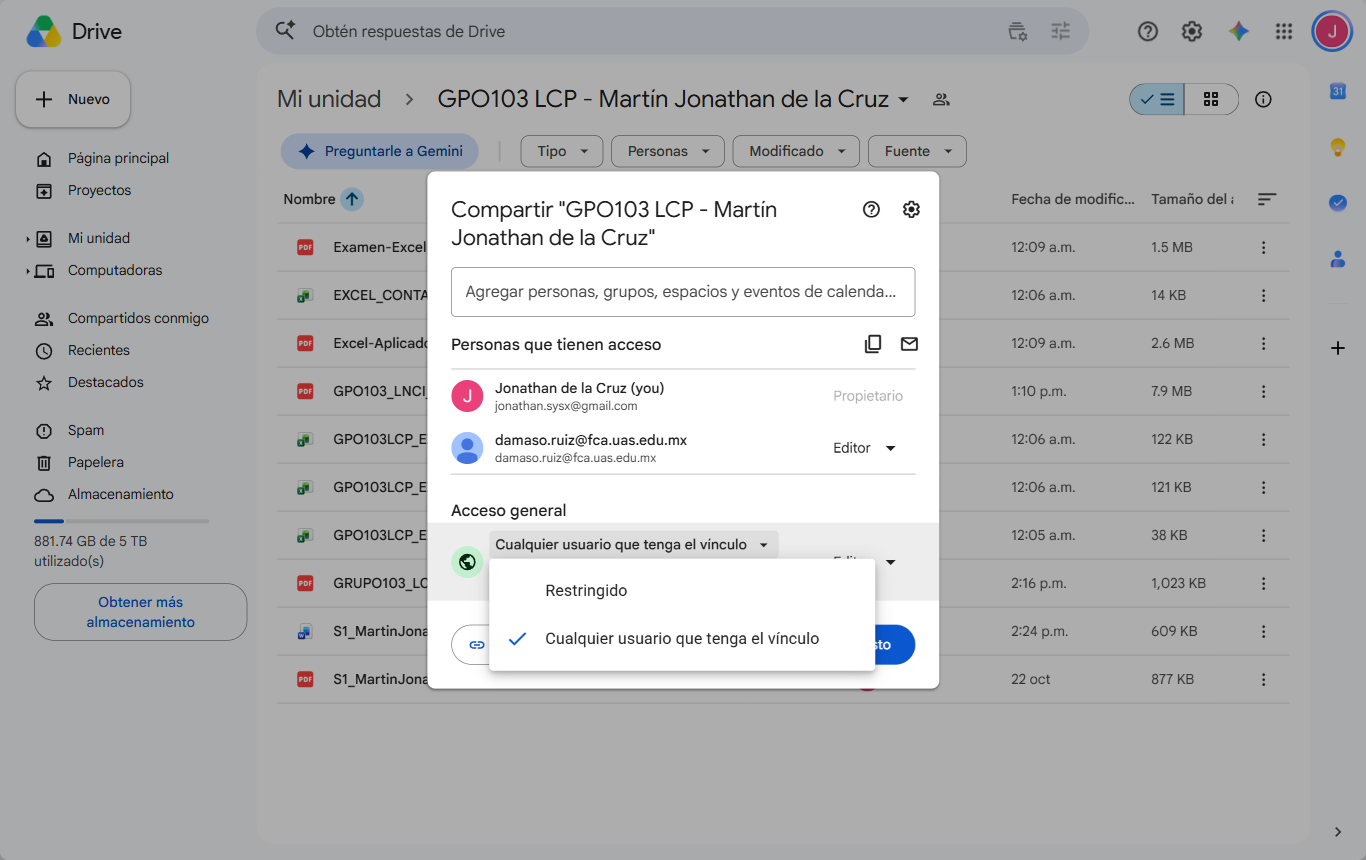 Drive
Obtén respuestas de Drive
J
Nuevo
Página principal
Proyectos
Mi unidad
Computadoras
Compartidos conmigo
Recientes
Destacados
Spam
Papelera
Almacenamiento
881.74 GB de 5 TB
utilizado(s)
Obtener más
almacenamiento
Mi unidad
GPO103 LCP - Martín Jonathan de la Cruz
Preguntarle a Gemini
Tipo
Personas
Modificado
Fuente
Nombre
Fecha de modific...
Tamaño del
PDF Examen-Excel 12:09 a.m. 1.5 MB
EXCEL_CONTA 12:06 a.m. 14 KB
PDF Excel-Aplicado 12:09 a.m. 2.6 MB
PDF GPO103_LNCI 1:10 p.m. 7.9 MB
GPO103LCP_E 12:06 a.m. 122 KB
GPO103LCP_E 12:06 a.m. 121 KB
GPO103LCP_E 12:05 a.m. 38 KB
PDF GRUPO103_LC 2:16 p.m. 1,023 KB
S1_MartinJona 2:24 p.m. 609 KB
PDF S1_MartinJona 22 oct 877 KB
Compartir "GPO103 LCP - Martín
Jonathan de la Cruz"
Agregar personas, grupos, espacios y eventos de calenda...
Personas que tienen acceso
J
Jonathan de la Cruz (you)
jonathan.sysx@gmail.com
Propietario
damaso.ruiz@fca.uas.edu.mx
damaso.ruiz@fca.uas.edu.mx
Editor
Acceso general
Cualquier usuario que tenga el vínculo
Restringido
Cualquier usuario que tenga el vínculo
sto
31